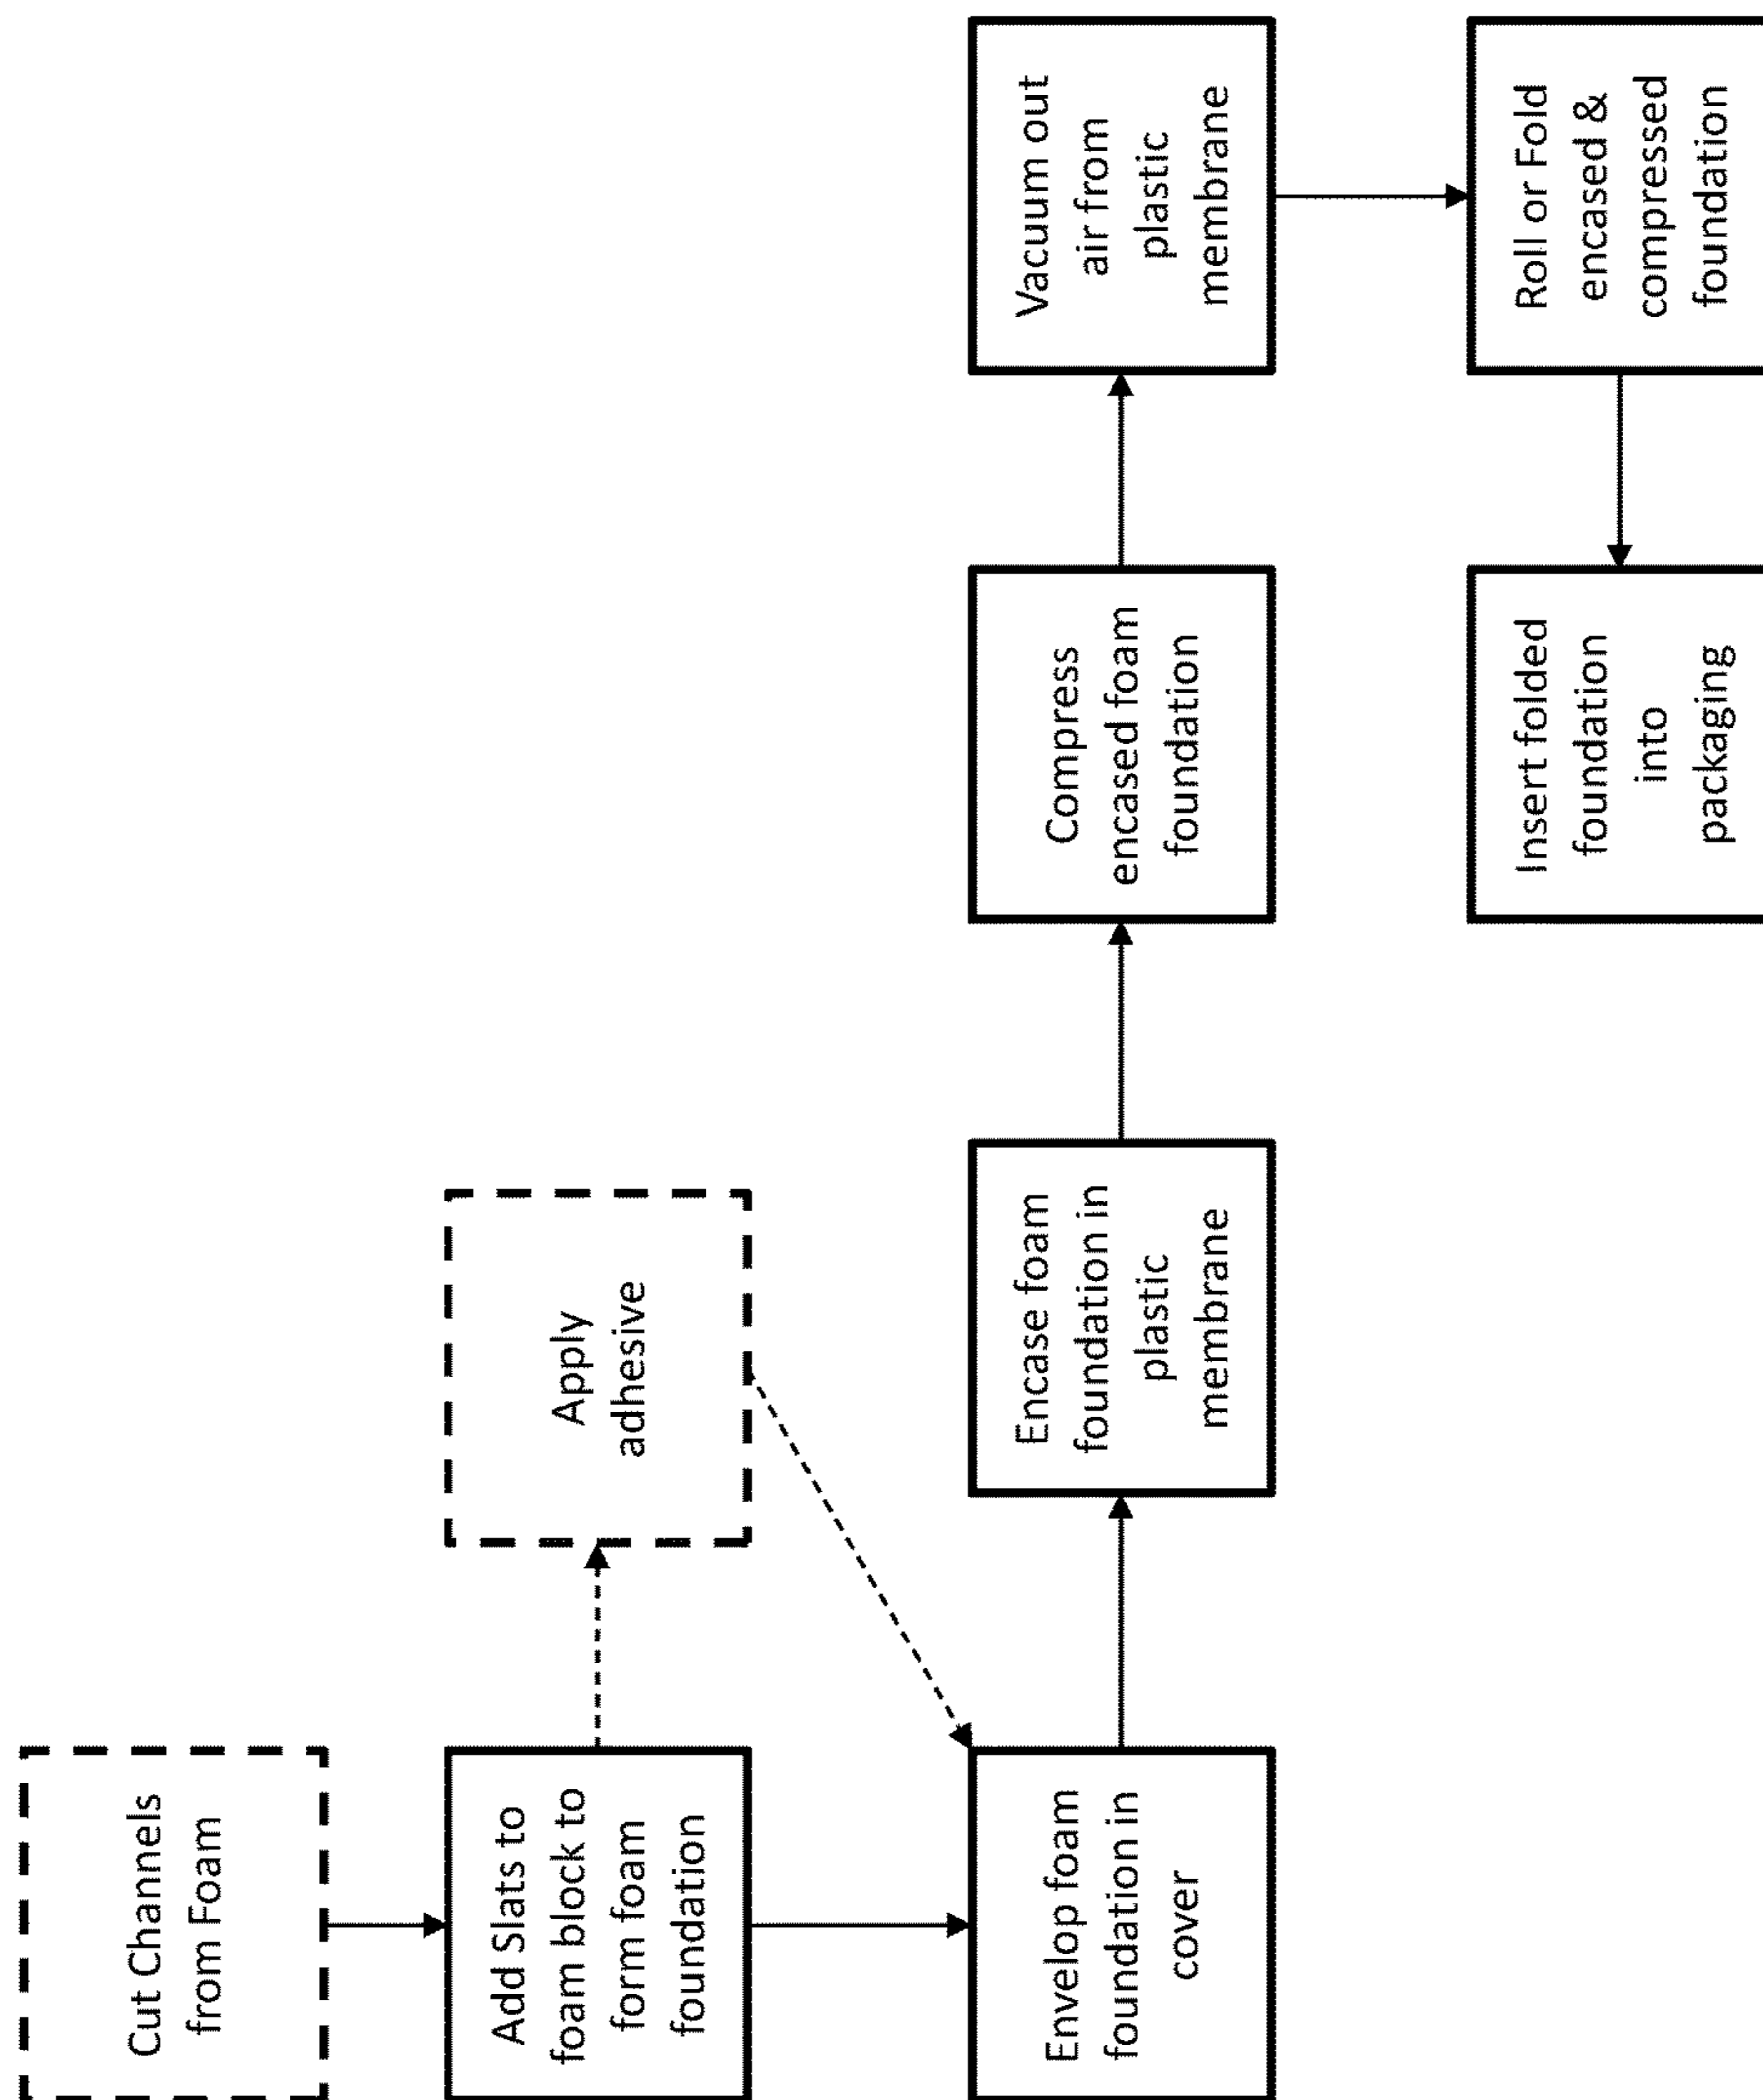 Cut Channels
from Foam
Add Slats to
foam block to
form foam
foundation
Apply
adhesive
Envelop foam
foundation in
cover
Encase foam
foundation in
plastic
membrane
Compress
encased foam
foundation
Vacuum out
air from
plastic
membrane
Roll or Fold
encased &
compressed
foundation
Insert folded
foundation
into
packaging